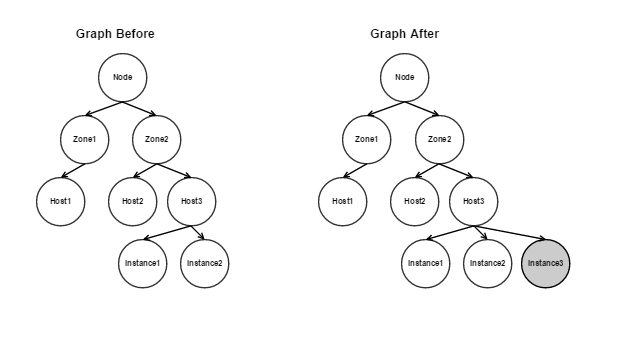 Graph Before
Graph After
Node
Node
Zone1
Zone2
Zone1
Zone2
Host1
Host2
Host3
Host1
Host2
Host3
Instance1
Instance2
Instance1
Instance2
Instance3